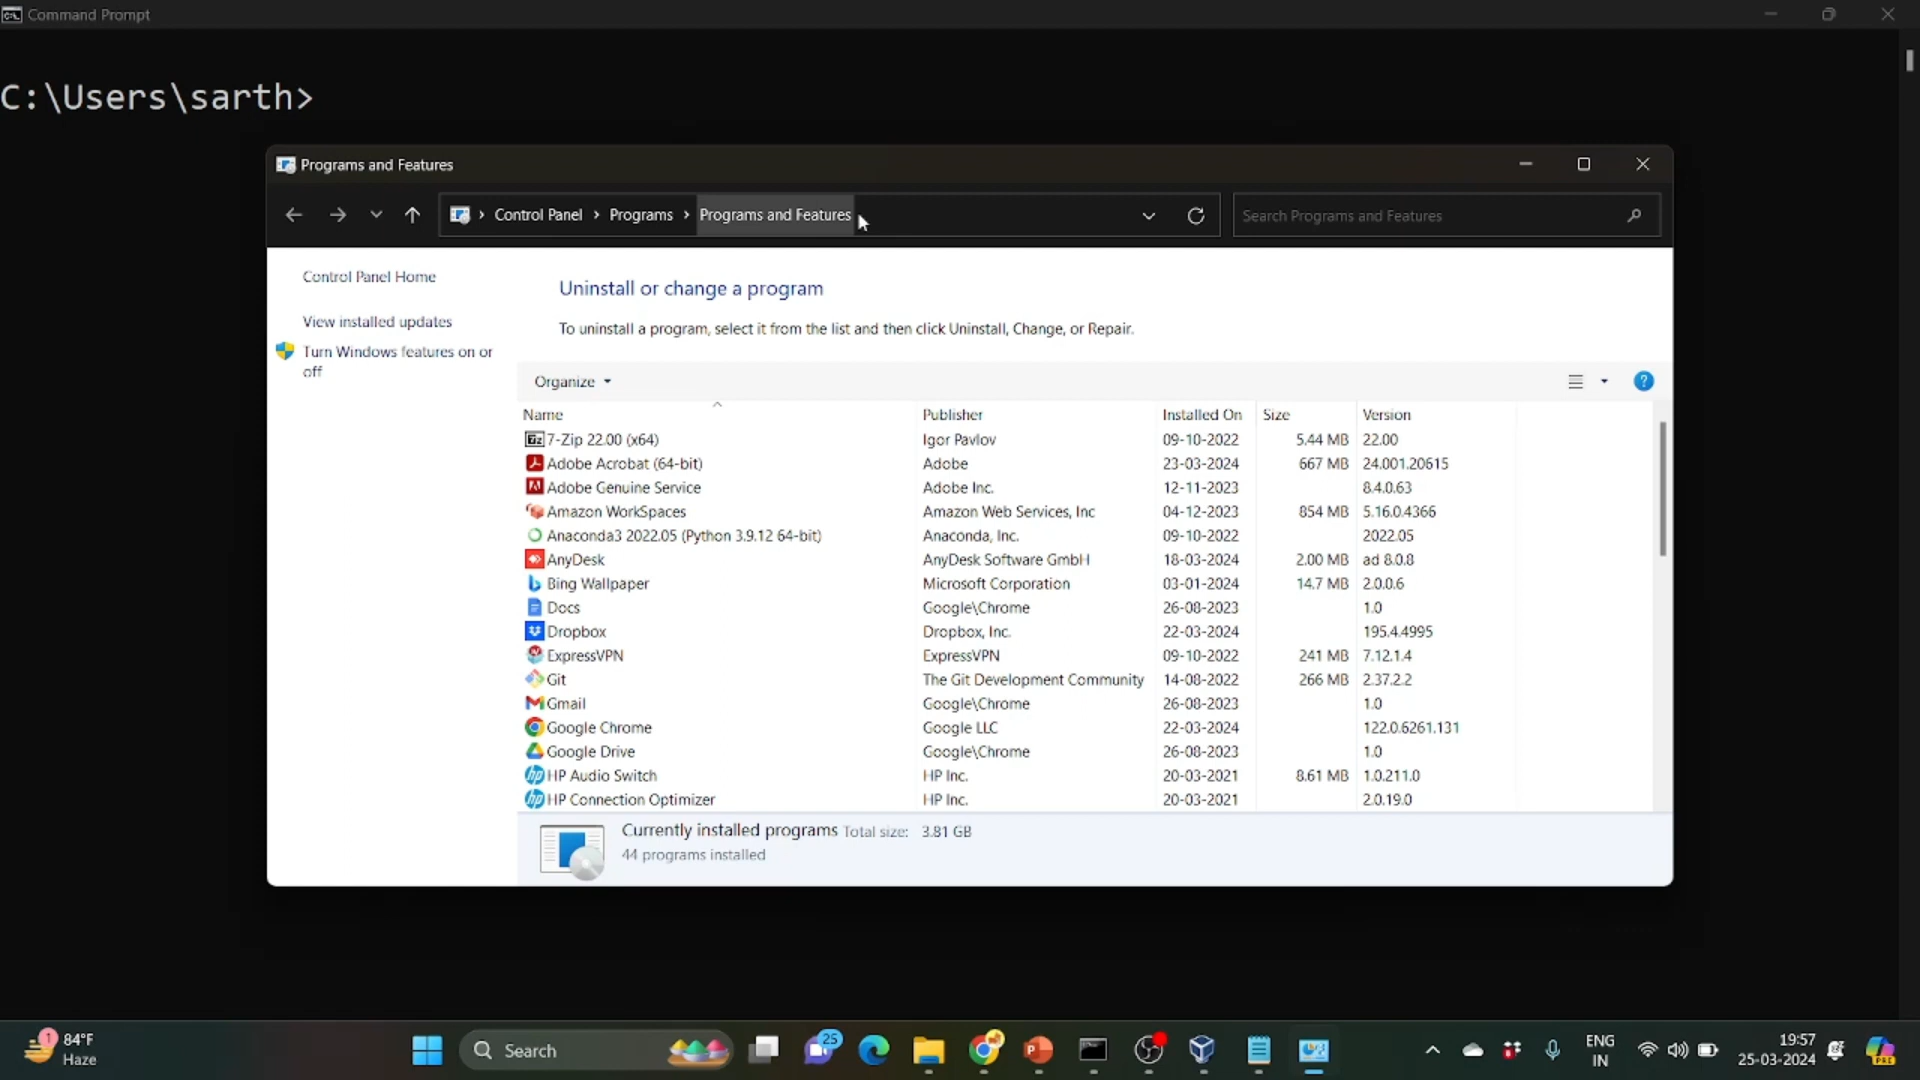 Command Prompt
C:\Users\sarth>
Programs and Features
Control Panel › Programs › Programs and Features
Search Programs and Features
Control Panel Home
View installed updates
Turn Windows features on or
off
Uninstall or change a program
To uninstall a program, select it from the list and then click Uninstall, Change, or Repair.
Organize
Name Publisher Installed On Size Version
7-Zip 22.00 (x64) Igor Pavlov 09-10-2022 5.44 MB 22.00
Adobe Acrobat (64-bit) Adobe 23-03-2024 667 MB 24.001.20615
Adobe Genuine Service Adobe Inc. 12-11-2023 8.4.0.63
Amazon WorkSpaces Amazon Web Services, Inc 04-12-2023 854 MB 5.16.0.4366
Anaconda3 2022.05 (Python 3.9.12 64-bit) Anaconda, Inc. 09-10-2022 2022.05
AnyDesk AnyDesk Software GmbH 18-03-2024 2.00 MB ad 8.0.8
Bing Wallpaper Microsoft Corporation 03-01-2024 14.7 MB 2.0.0.6
Docs Google\Chrome 26-08-2023 1.0
Dropbox Dropbox, Inc. 22-03-2024 195.4.4995
ExpressVPN ExpressVPN 09-10-2022 241 MB 7.12.1.4
Git The Git Development Community 14-08-2022 266 MB 2.37.2.2
Gmail Google\Chrome 26-08-2023 1.0
Google Chrome Google LLC 22-03-2024 122.0.6261.131
Google Drive Google\Chrome 26-08-2023 1.0
HP Audio Switch HP Inc. 20-03-2021 8.61 MB 1.0.211.0
HP Connection Optimizer HP Inc. 20-03-2021 2.0.19.0
Currently installed programs Total size: 3.81 GB
44 programs installed
1 84°F
Haze
Search
25
ENG
IN
19:57
25-03-2024
PRE